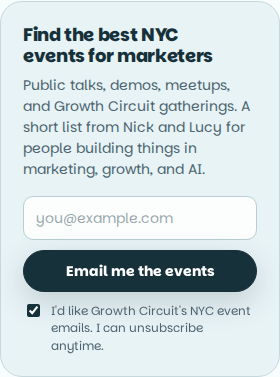 Find the best NYC
events for marketers
Public talks, demos, meetups,
and Growth Circuit gatherings. A
short list from Nick and Lucy for
people building things in
marketing, growth, and AI.
you@example.com
Email me the events
I'd like Growth Circuit's NYC event
emails. I can unsubscribe
anytime.